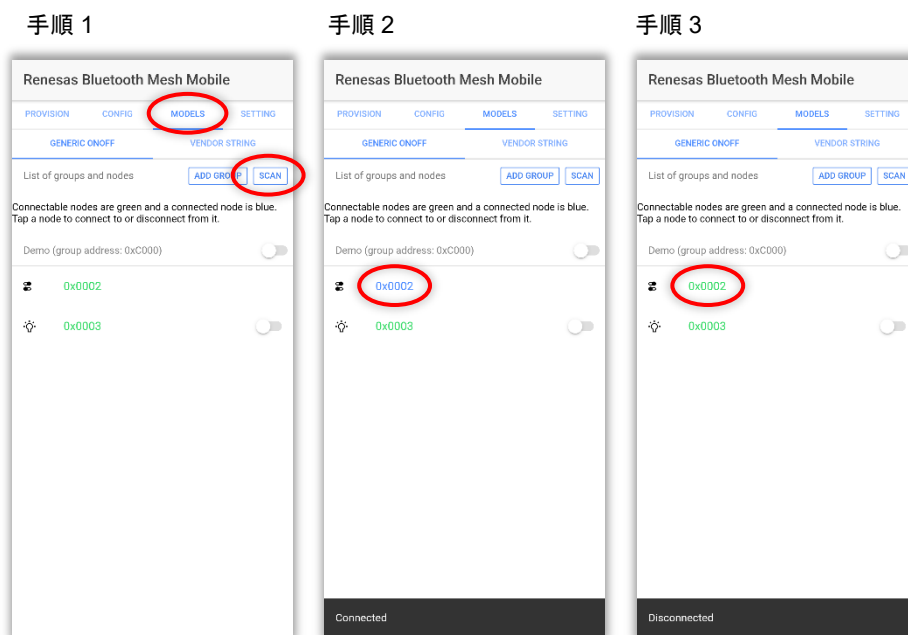 手順 1
Renesas Bluetooth Mesh Mobile
PROVISION CONFIG MODELS SETTING
GENERIC ONOFF VENDOR STRING
List of groups and nodes ADD GROUP SCAN
Connectable nodes are green and a connected node is blue.
Tap a node to connect to or disconnect from it.
Demo (group address: 0xC000)
0x0002
0x0003
手順 2
Renesas Bluetooth Mesh Mobile
PROVISION CONFIG MODELS SETTING
GENERIC ONOFF VENDOR STRING
List of groups and nodes ADD GROUP SCAN
Connectable nodes are green and a connected node is blue.
Tap a node to connect to or disconnect from it.
Demo (group address: 0xC000)
0x0002
0x0003
Connected
手順 3
Renesas Bluetooth Mesh Mobile
PROVISION CONFIG MODELS SETTING
GENERIC ONOFF VENDOR STRING
List of groups and nodes ADD GROUP SCAN
Connectable nodes are green and a connected node is blue.
Tap a node to connect to or disconnect from it.
Demo (group address: 0xC000)
0x0002
0x0003
Disconnected